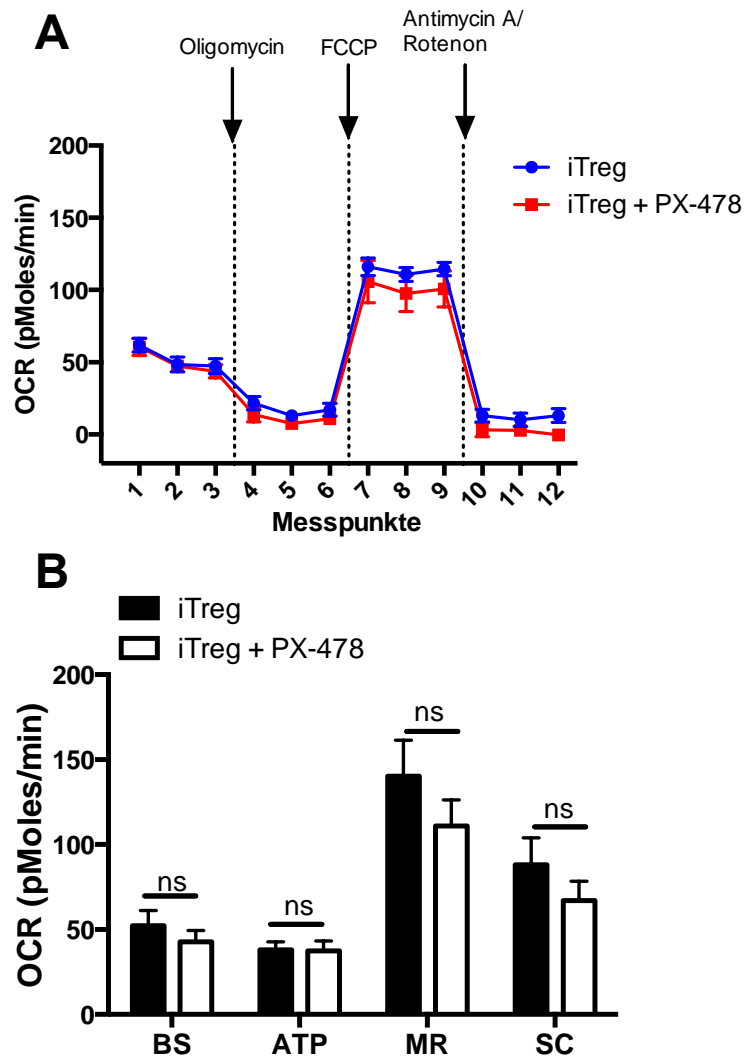 A
Oligomycin
FCCP
Antimycin A/
Rotenon
200
150
100
50
0
OCR (pMoles/min)
iTreg
iTreg + PX-478
1 2 3 4 5 6 7 8 9 10 11 12
Messpunkte
B
iTreg
iTreg + PX-478
200
150
100
50
0
OCR (pMoles/min)
ns
ns
ns
ns
BS ATP MR SC